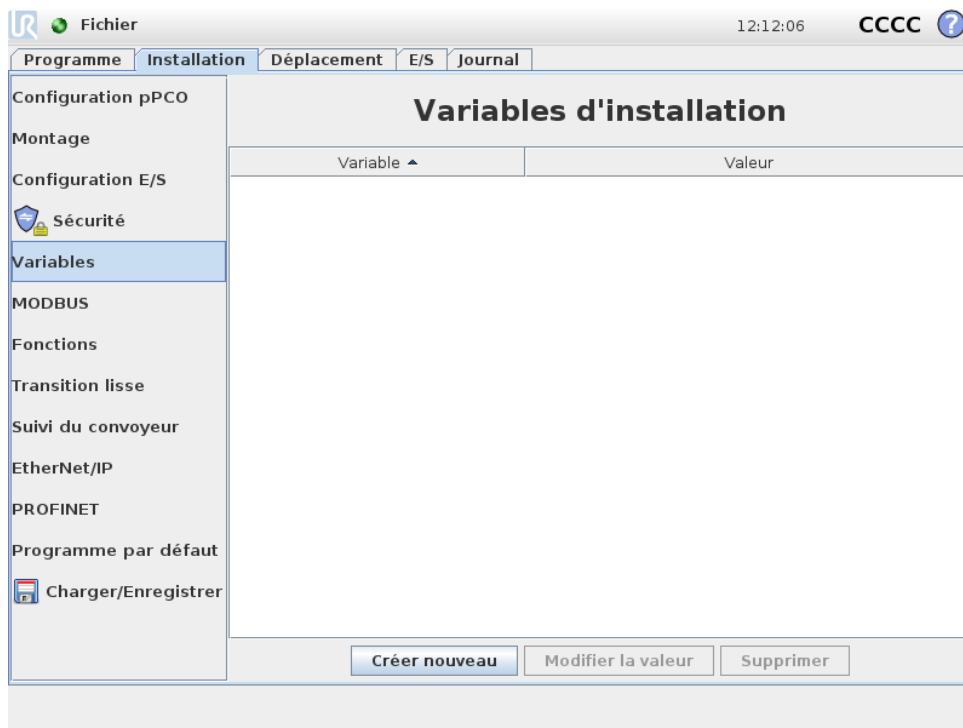 UR Fichier 12:12:06 CCCC ?
Programme Installation Déplacement E/S Journal
Configuration pPCO
Montage
Configuration E/S
Sécurité
Variables
MODBUS
Fonctions
Transition lisse
Suivi du convoyeur
EtherNet/IP
PROFINET
Programme par défaut
Charger/Enregistrer
Variables d'installation
Variable Valeur
Créer nouveau Modifier la valeur Supprimer